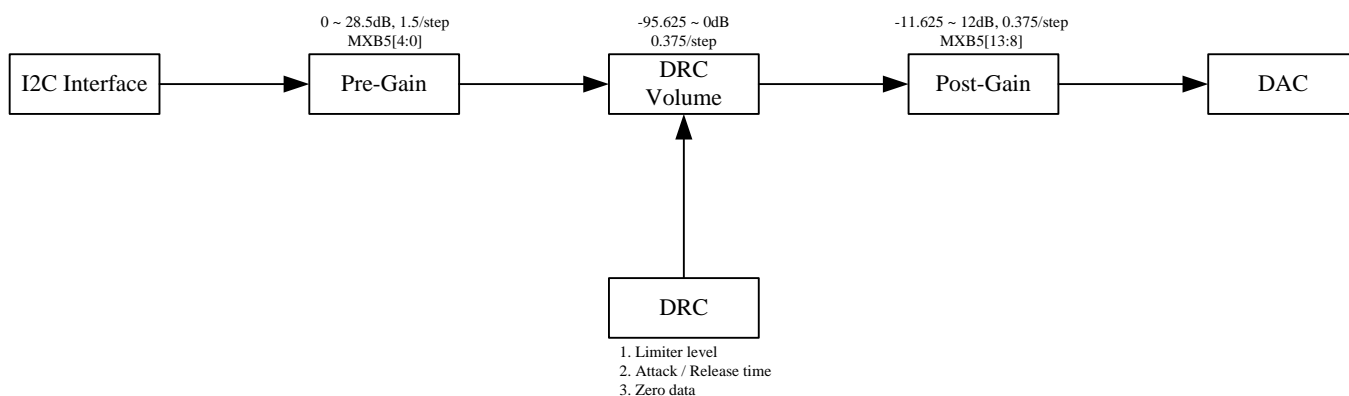 0 ~ 28.5dB, 1.5/step
MXB5[4:0]
-95.625 ~ 0dB
0.375/step
-11.625 ~ 12dB, 0.375/step
MXB5[13:8]
I2C Interface
Pre-Gain
DRC
Volume
Post-Gain
DAC
DRC
1. Limiter level
2. Attack / Release time
3. Zero data